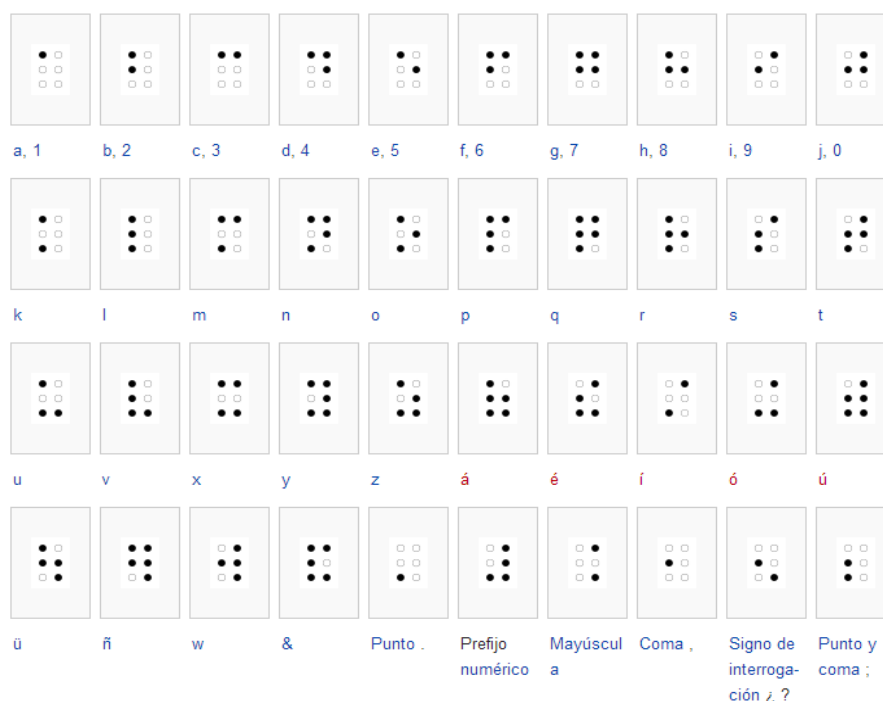 a, 1 b, 2 c, 3 d, 4 e, 5 f, 6 g, 7 h, 8 i, 9 j, 0
k l m n o p q r s t
u v x y z á é í ó ú
ü ñ w & Punto . Prefijo Mayúscul Coma , Signo de Punto y
numérico a interroga- coma ;
ción ¿ ?